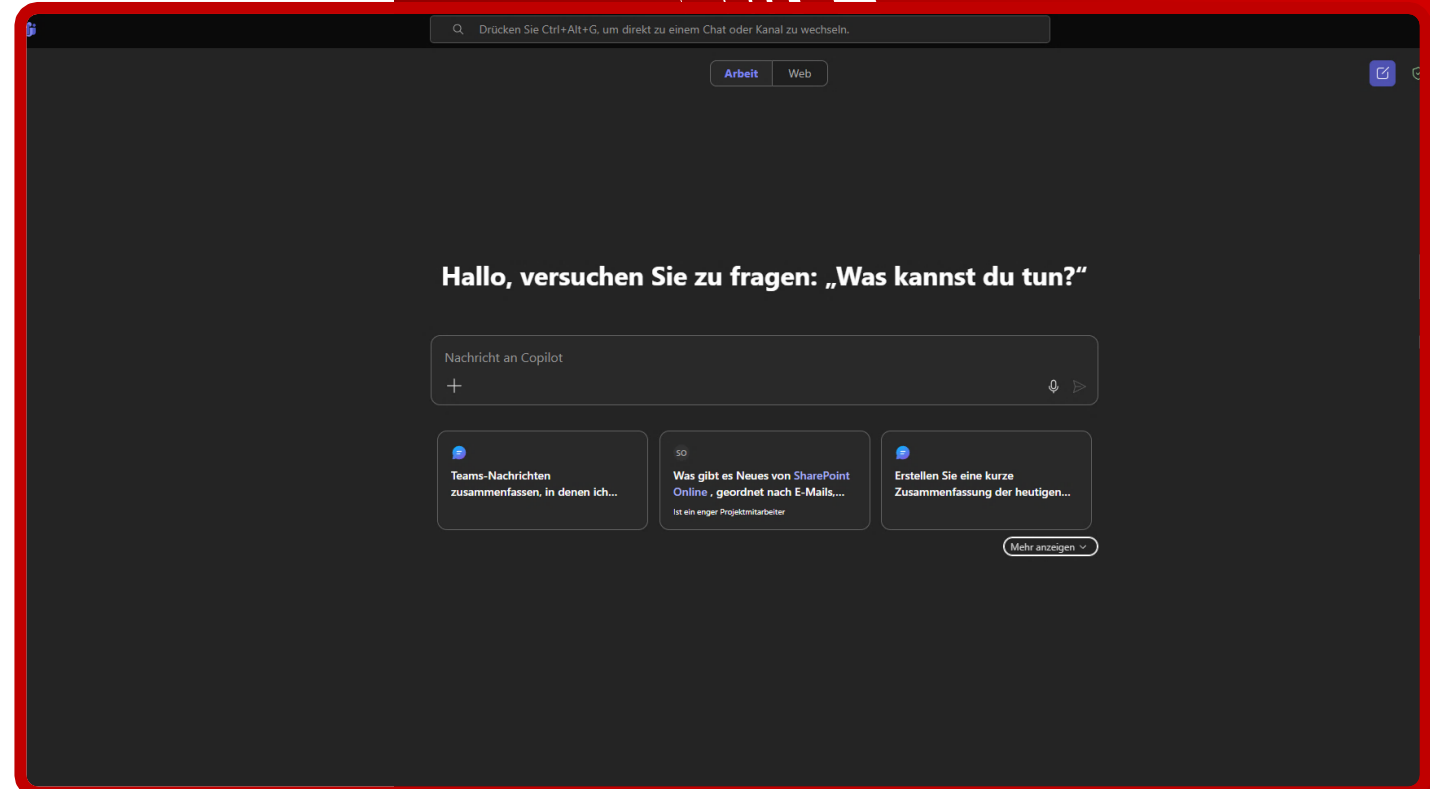 Drücken Sie Ctrl+Alt+G, um direkt zu einem Chat oder Kanal zu wechseln.
Arbeit
Web
Hallo, versuchen Sie zu fragen: „Was kannst du tun?“
Nachricht an Copilot
Teams-Nachrichten
zusammenfassen, in denen ich...
SO
Was gibt es Neues von SharePoint
Online , geordnet nach E-Mails,...
Ist ein enger Projektmitarbeiter
Erstellen Sie eine kurze
Zusammenfassung der heutigen...
Mehr anzeigen